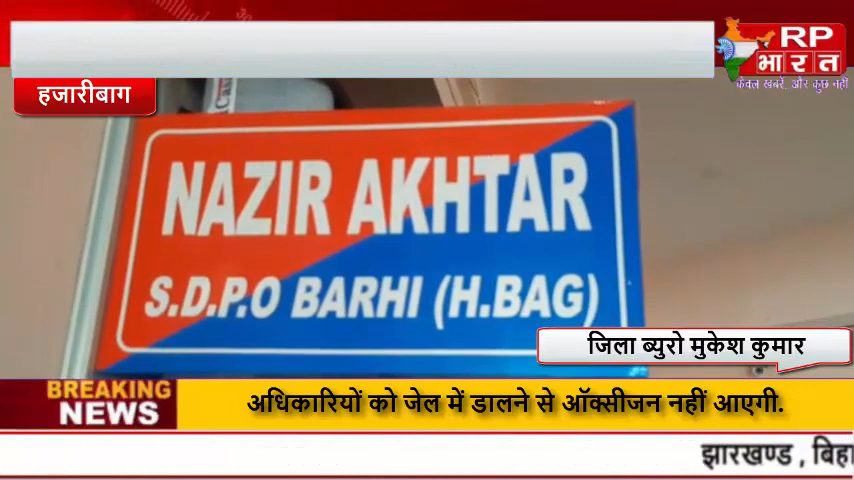 RP
भारत
केवल खबरें, और कुछ नहीं
हजारीबाग
NAZIR AKHTAR
S.D.P.O BARHI (H.BAG)
जिला ब्युरो मुकेश कुमार
BREAKING
NEWS
अधिकारियों को जेल में डालने से ऑक्सीजन नहीं आएगी.
झारखण्ड , बिहा